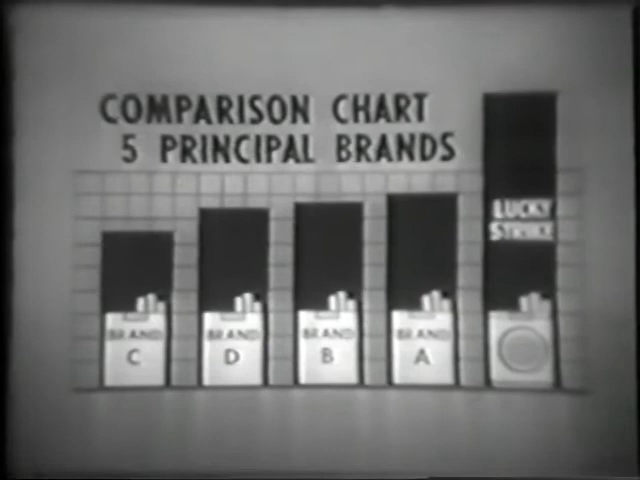 COMPARISON CHART
5 PRINCIPAL BRANDS
LUCKY
STRIKE
BRAND
C
BRAND
D
BRAND
B
BRAND
A